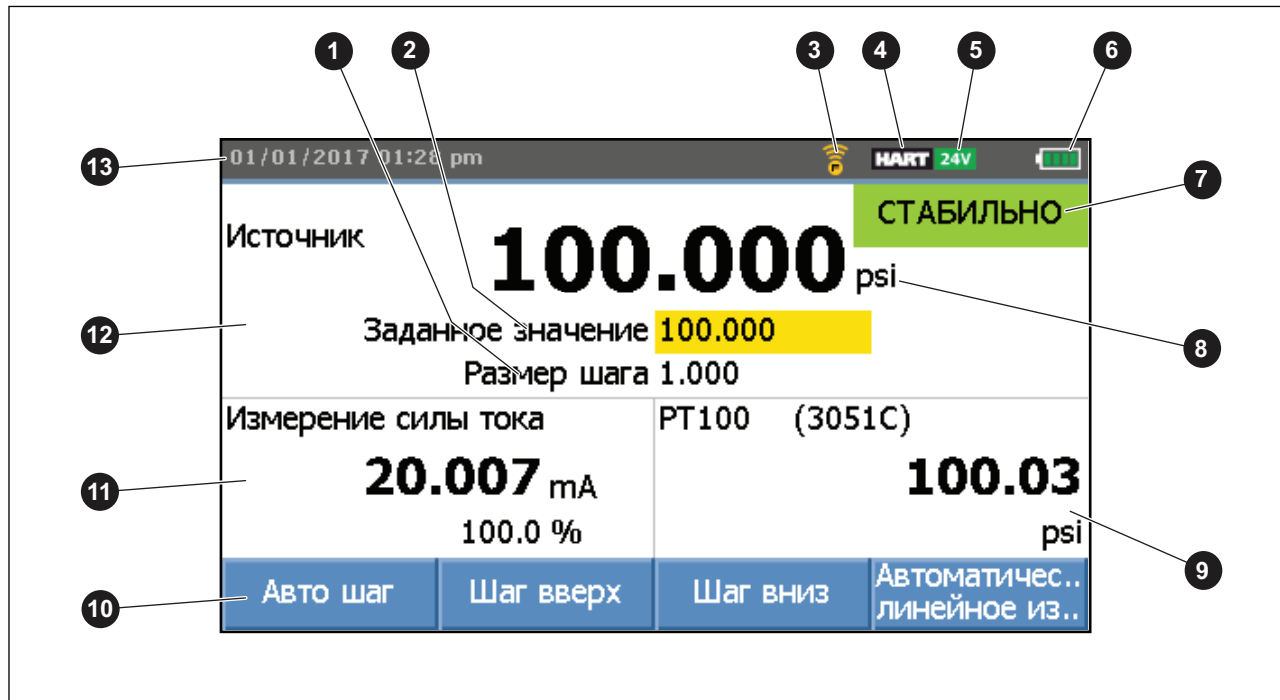 1 2 3 4 5 6
13 01/01/2017 01:28 pm HART 24V
СТАБИЛЬНО 7
Источник 100.000 psi
12 Заданное значение 100.000 8
Размер шага 1.000
Измерение силы тока PT100 (3051C)
11 20.007 mA 100.03
100.0 % psi
9
10 Авто шаг Шаг вверх Шаг вниз Автоматичес..
линейное из..